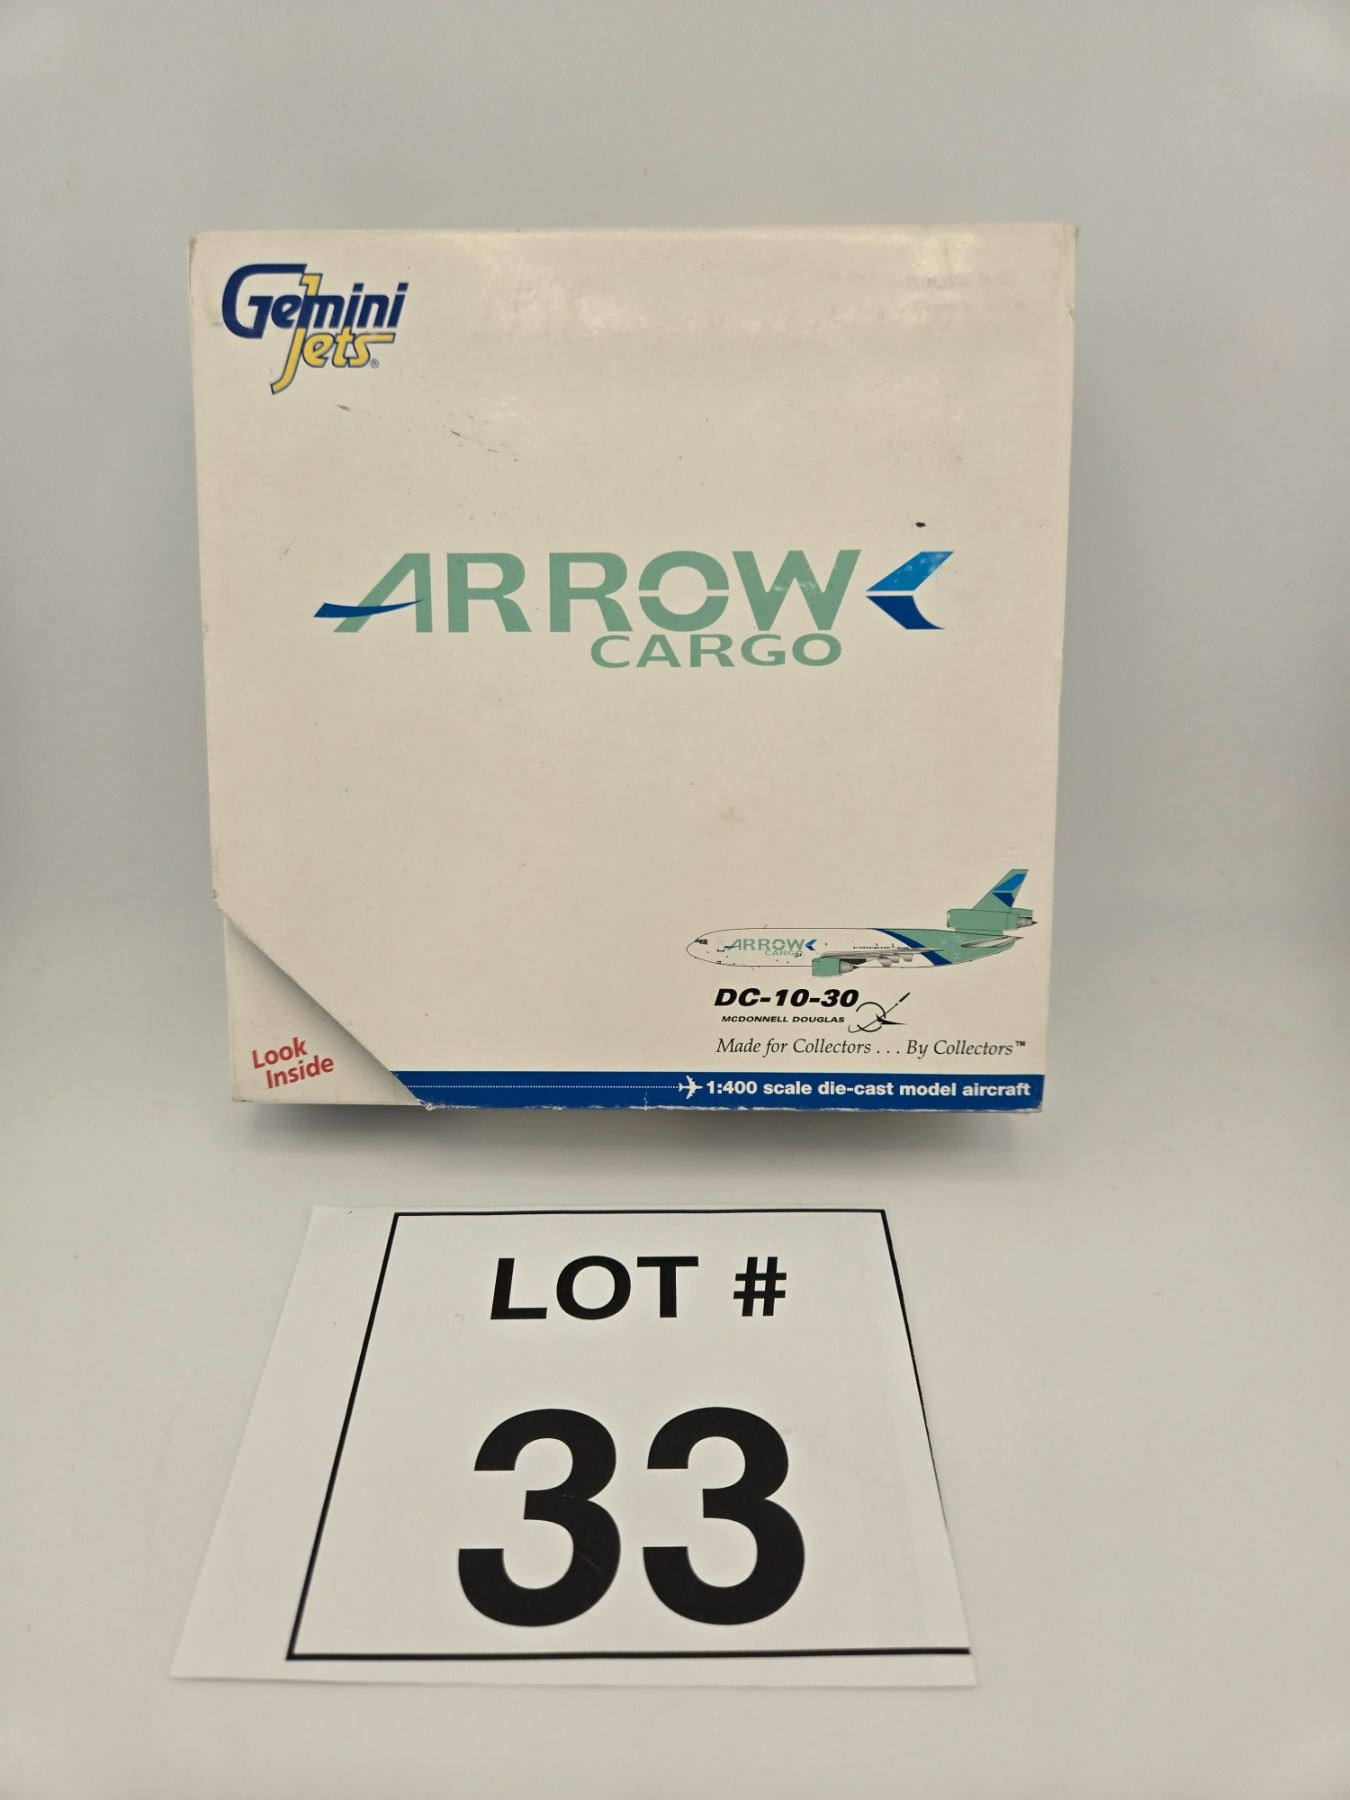 Gemini
Jets®
ARROW
CARGO
ARROW
CARGO
DC-10-30
MCDONNELL DOUGLAS
Made for Collectors . . . By Collectors™
Look
Inside
1:400 scale die-cast model aircraft
LOT #
33